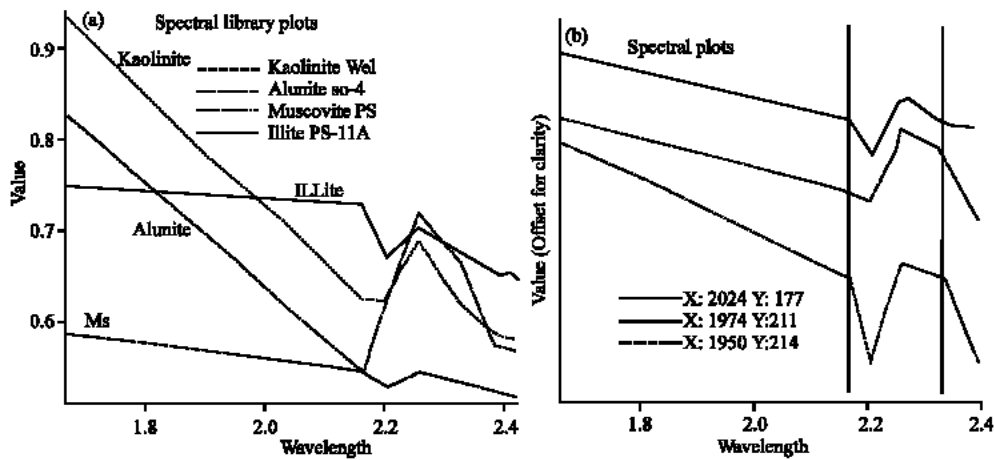 (a)
Spectral library plots
Kaolinite
Kaolinite Wel
Alunite so-4
Muscovite PS
Illite PS-11A
ILLite
Alunite
Ms
Value
0.9
0.8
0.7
0.6
1.8
2.0
2.2
2.4
Wavelength
(b)
Spectral plots
Value (Offset for clarity)
X: 2024 Y: 177
X: 1974 Y:211
X: 1950 Y:214
1.8
2.0
2.2
2.4
Wavelength